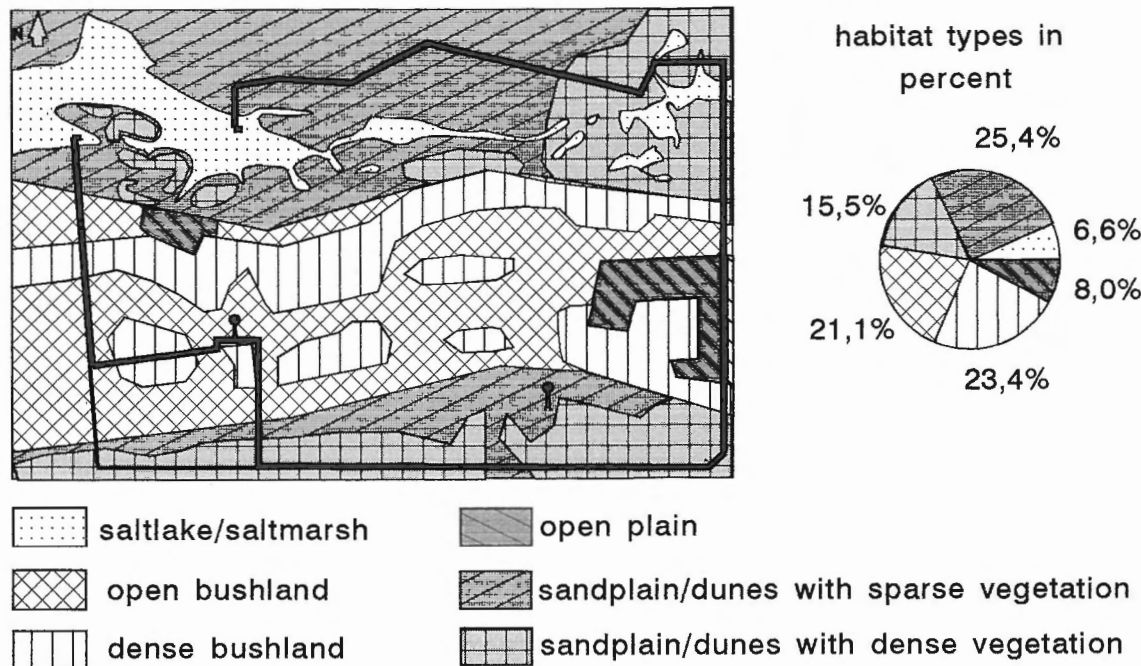 N
habitat types in
percent
25,4%
15,5%
6,6%
8,0%
21,1%
23,4%
saltlake/saltmarsh
open plain
open bushland
sandplain/dunes with sparse vegetation
dense bushland
sandplain/dunes with dense vegetation